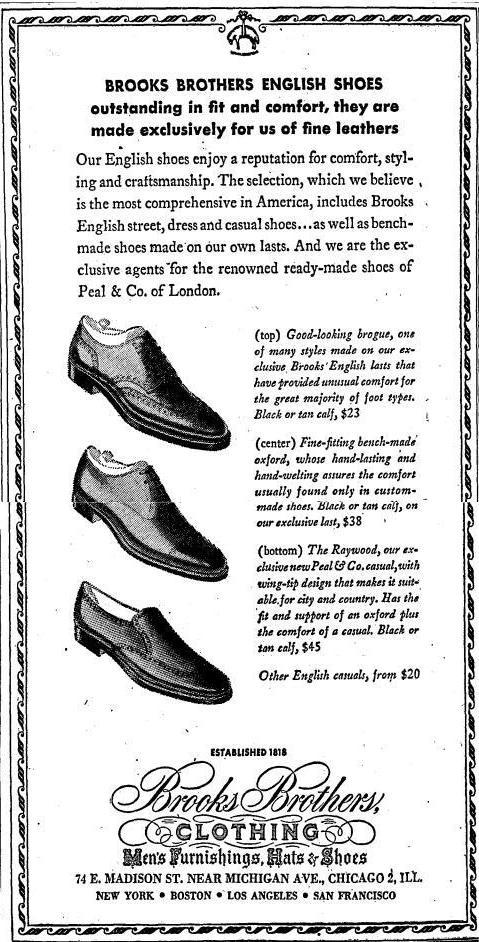 BROOKS BROTHERS ENGLISH SHOES
outstanding in fit and comfort, they are
made exclusively for us of fine leathers
Our English shoes enjoy a reputation for comfort, styl-
ing and craftsmanship. The selection, which we believe
is the most comprehensive in America, includes Brooks
English street, dress and casual shoes...as well as bench-
made shoes made on our own lasts. And we are the ex-
clusive agents for the renowned ready-made shoes of
Peal & Co. of London.
(top) Good-looking brogue, one
of many styles made on our ex-
clusive Brooks English lasts that
have provided unusual comfort for
the great majority of foot types.
Black or tan calf, $23
(center) Fine-fitting bench-made
oxford, whose hand-lasting and
hand-welting assures the comfort
usually found only in custom-
made shoes. Black or tan calf, on
our exclusive last, $38
(bottom) The Raywood, our ex-
clusive new Peal & Co. casual, with
wing-tip design that makes it suit-
able for city and country. Has the
fit and support of an oxford plus
the comfort of a casual. Black or
tan calf, $45
Other English casuals, from $20
ESTABLISHED 1818
Brooks Brothers,
CLOTHING
Men's Furnishings, Hats & Shoes
74 E. MADISON ST. NEAR MICHIGAN AVE., CHICAGO 2, ILL.
NEW YORK • BOSTON • LOS ANGELES • SAN FRANCISCO